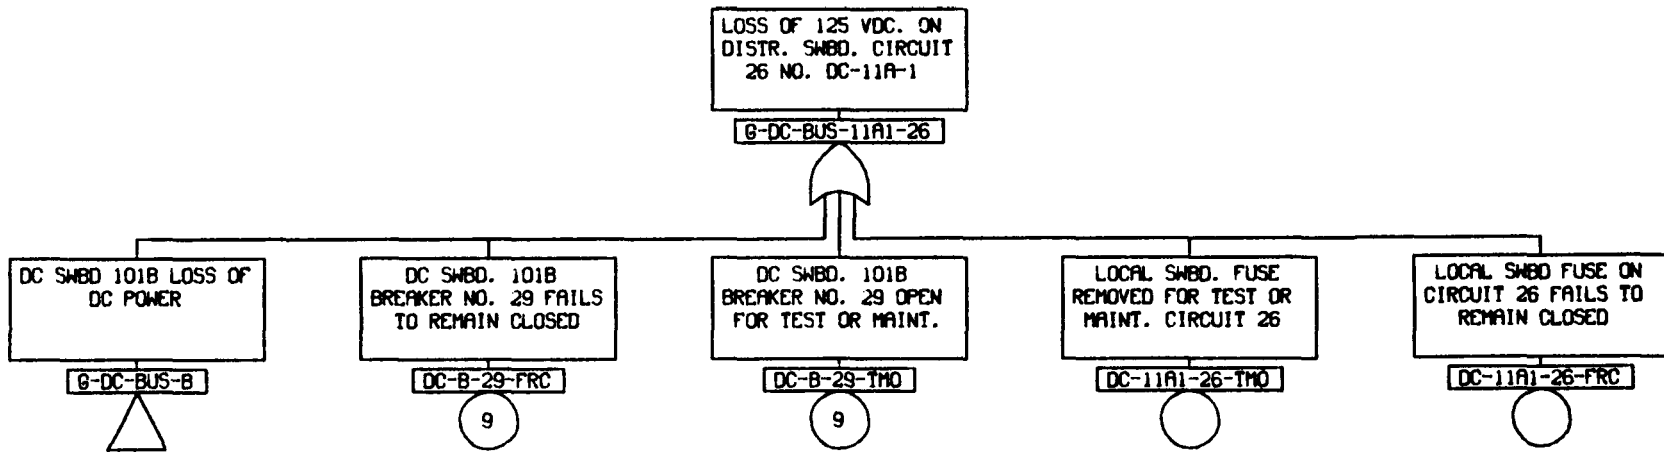 LOSS OF 125 VDC. ON
DISTR. SWBD. CIRCUIT
26 NO. DC-11A-1
G-DC-BUS-11A1-26
DC SWBD 101B LOSS OF
DC POWER
G-DC-BUS-B
DC SWBD. 101B
BREAKER NO. 29 FAILS
TO REMAIN CLOSED
DC-B-29-FRC
9
DC SWBD. 101B
BREAKER NO. 29 OPEN
FOR TEST OR MAINT.
DC-B-29-TMO
9
LOCAL SWBD. FUSE
REMOVED FOR TEST OR
MAINT. CIRCUIT 26
DC-11A1-26-TMO
LOCAL SWBD FUSE ON
CIRCUIT 26 FAILS TO
REMAIN CLOSED
DC-11A1-26-FRC